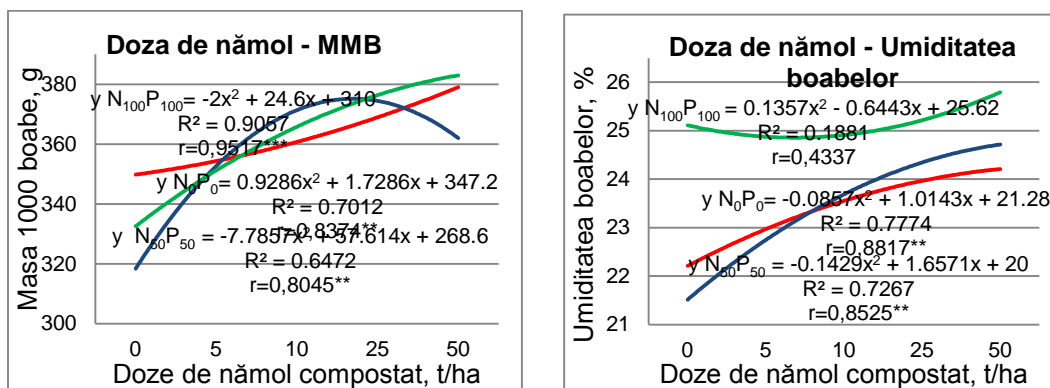 Doza de nămol - MMB
Masa 1000 boabe, g
380
360
340
320
300
y N100P100= -2x² + 24.6x + 310
R² = 0.9057
r=0,9517***
y N0P0= 0.9286x² + 1.7286x + 347.2
R² = 0.7012
r=0,8374**
y N50P50 = -7.7857x² + 57.614x + 268.6
R² = 0.6472
r=0,8045**
0 5 10 25 50
Doze de nămol compostat, t/ha
Doza de nămol - Umiditatea
boabelor
Umiditatea boabelor, %
26
25
24
23
22
21
y N100P100 = 0.1357x² - 0.6443x + 25.62
R² = 0.1881
r=0,4337
y N0P0= -0.0857x² + 1.0143x + 21.28
R² = 0.7774
r=0,8817**
y N50P50 = -0.1429x² + 1.6571x + 20
R² = 0.7267
r=0,8525**
0 5 10 25 50
Doze de nămol compostat, t/ha